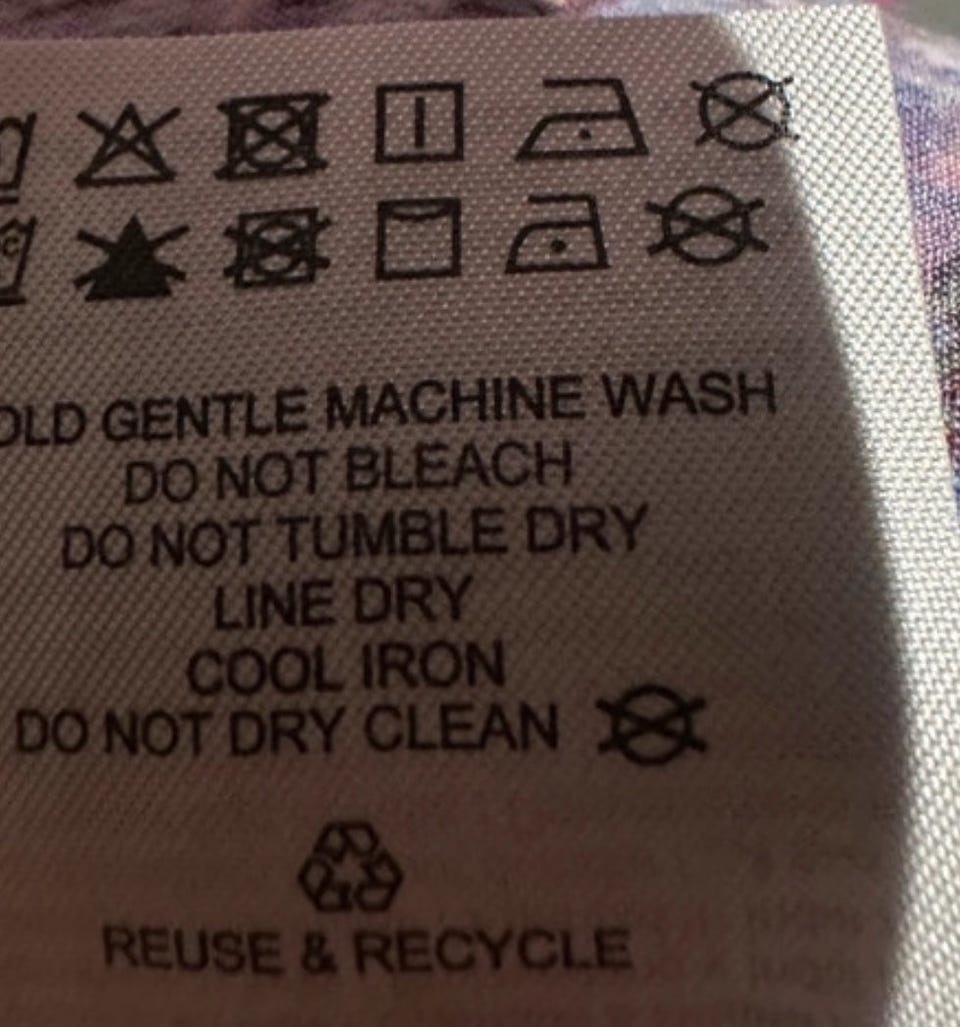 OLD GENTLE MACHINE WASH
DO NOT BLEACH
DO NOT TUMBLE DRY
LINE DRY
COOL IRON
DO NOT DRY CLEAN
REUSE & RECYCLE